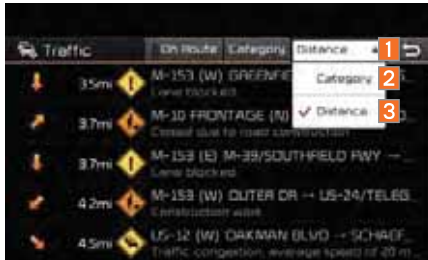 Traffic On Route Category Distance 1
Category 2
Distance 3
3.5mi M-153 (W) GREENFIE
Lane blocked
3.7mi M-10 FRONTAGE (N)
Closed due to road construction
3.7mi M-153 (E) M-39/SOUTHFIELD FWY →
Lane blocked
4.2mi M-153 (W) OUTER DR → US-24/TELEG
Construction work
4.5mi US-12 (W) OAKMAN BLVD → SCHAEF...
Traffic congestion, average speed of 20 m...